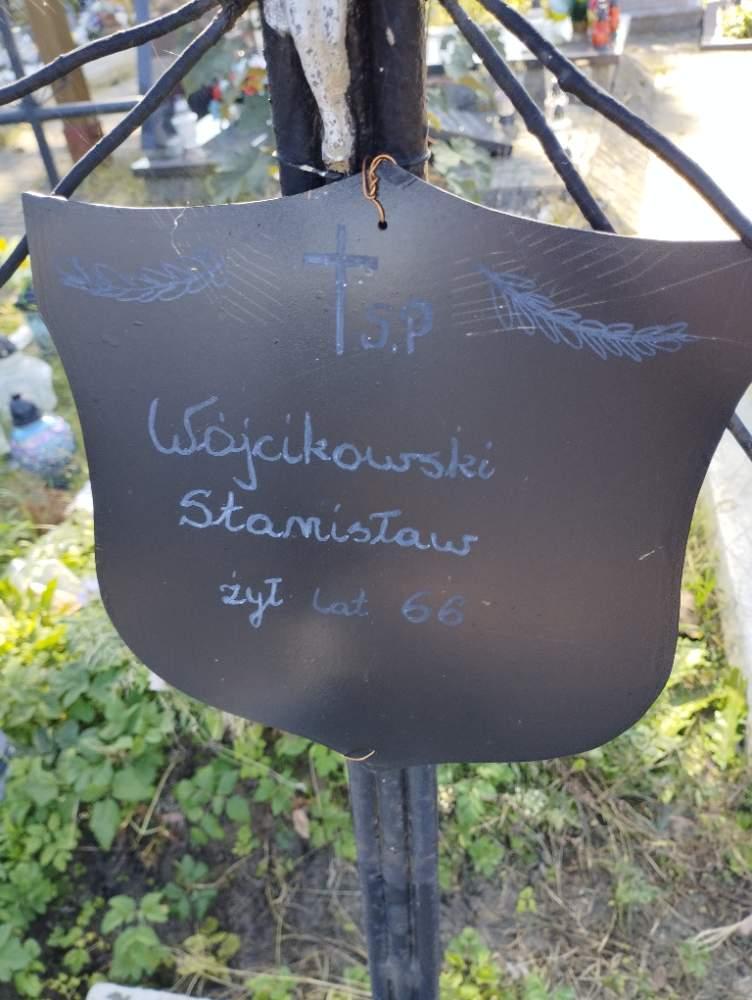 S.P
Wójcikowski
Stanisław
żył lat 66